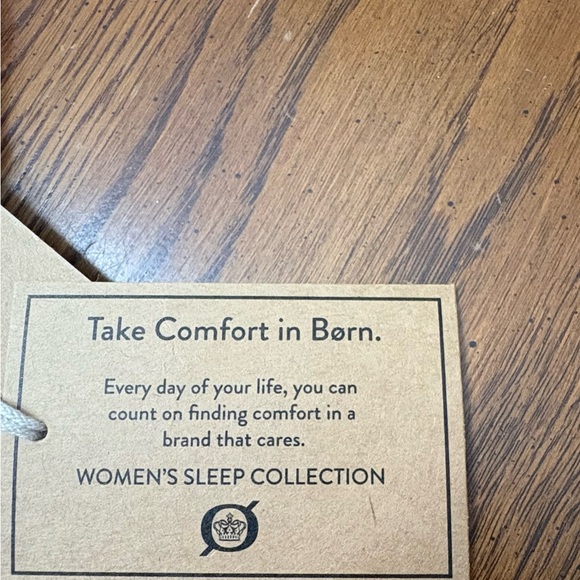 Take Comfort in Børn.
Every day of your life, you can
count on finding comfort in a
brand that cares.
WOMEN'S SLEEP COLLECTION
Ø